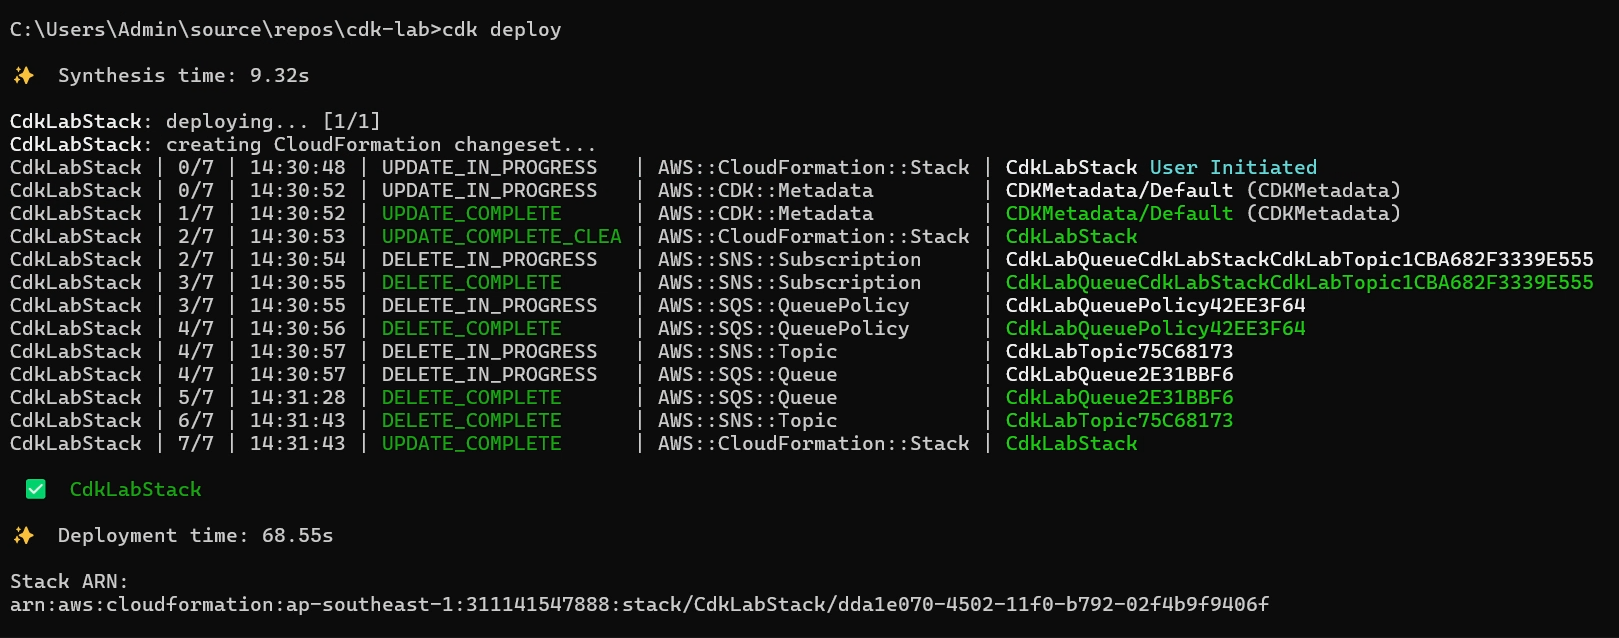 C:\Users\Admin\source\repos\cdk-lab>cdk deploy
✨  Synthesis time: 9.32s
CdkLabStack: deploying... [1/1]
CdkLabStack: creating CloudFormation changeset...
CdkLabStack | 0/7 | 14:30:48 | UPDATE_IN_PROGRESS   | AWS::CloudFormation::Stack | CdkLabStack User Initiated
CdkLabStack | 0/7 | 14:30:52 | UPDATE_IN_PROGRESS   | AWS::CDK::Metadata         | CDKMetadata/Default (CDKMetadata)
CdkLabStack | 1/7 | 14:30:52 | UPDATE_COMPLETE      | AWS::CDK::Metadata         | CDKMetadata/Default (CDKMetadata)
CdkLabStack | 2/7 | 14:30:53 | UPDATE_COMPLETE_CLEA | AWS::CloudFormation::Stack | CdkLabStack
CdkLabStack | 2/7 | 14:30:54 | DELETE_IN_PROGRESS   | AWS::SNS::Subscription     | CdkLabQueueCdkLabStackCdkLabTopic1CBA682F3339E555
CdkLabStack | 3/7 | 14:30:55 | DELETE_COMPLETE      | AWS::SNS::Subscription     | CdkLabQueueCdkLabStackCdkLabTopic1CBA682F3339E555
CdkLabStack | 3/7 | 14:30:55 | DELETE_IN_PROGRESS   | AWS::SQS::QueuePolicy      | CdkLabQueuePolicy42EE3F64
CdkLabStack | 4/7 | 14:30:56 | DELETE_COMPLETE      | AWS::SQS::QueuePolicy      | CdkLabQueuePolicy42EE3F64
CdkLabStack | 4/7 | 14:30:57 | DELETE_IN_PROGRESS   | AWS::SNS::Topic            | CdkLabTopic75C68173
CdkLabStack | 4/7 | 14:30:57 | DELETE_IN_PROGRESS   | AWS::SQS::Queue            | CdkLabQueue2E31BBF6
CdkLabStack | 5/7 | 14:31:28 | DELETE_COMPLETE      | AWS::SQS::Queue            | CdkLabQueue2E31BBF6
CdkLabStack | 6/7 | 14:31:43 | DELETE_COMPLETE      | AWS::SNS::Topic            | CdkLabTopic75C68173
CdkLabStack | 7/7 | 14:31:43 | UPDATE_COMPLETE      | AWS::CloudFormation::Stack | CdkLabStack
✅  CdkLabStack
✨  Deployment time: 68.55s
Stack ARN:
arn:aws:cloudformation:ap-southeast-1:311141547888:stack/CdkLabStack/dda1e070-4502-11f0-b792-02f4b9f9406f